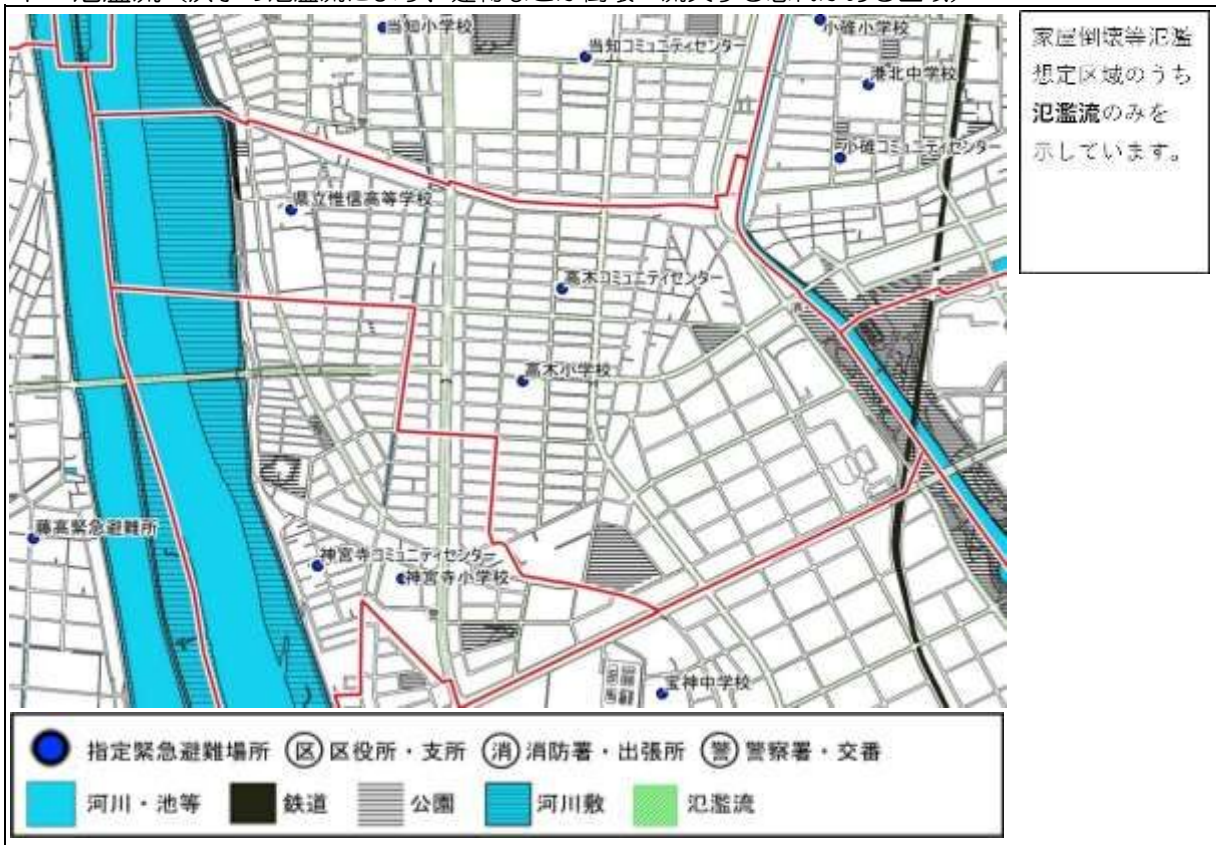 当知小学校
当知コミュニティセンター
小碓小学校
港北中学校
小碓コミュニティセンター
県立惟信高等学校
高木コミュニティセンター
高木小学校
藤高緊急避難所
神宮寺コミュニティセンター
神宮寺小学校
宝神中学校
家屋倒壊等氾濫
想定区域のうち
氾濫流のみを
示しています。
指定緊急避難場所 区 区役所・支所 消 消防署・出張所 警 警察署・交番
河川・池等 鉄道 公園 河川敷 氾濫流